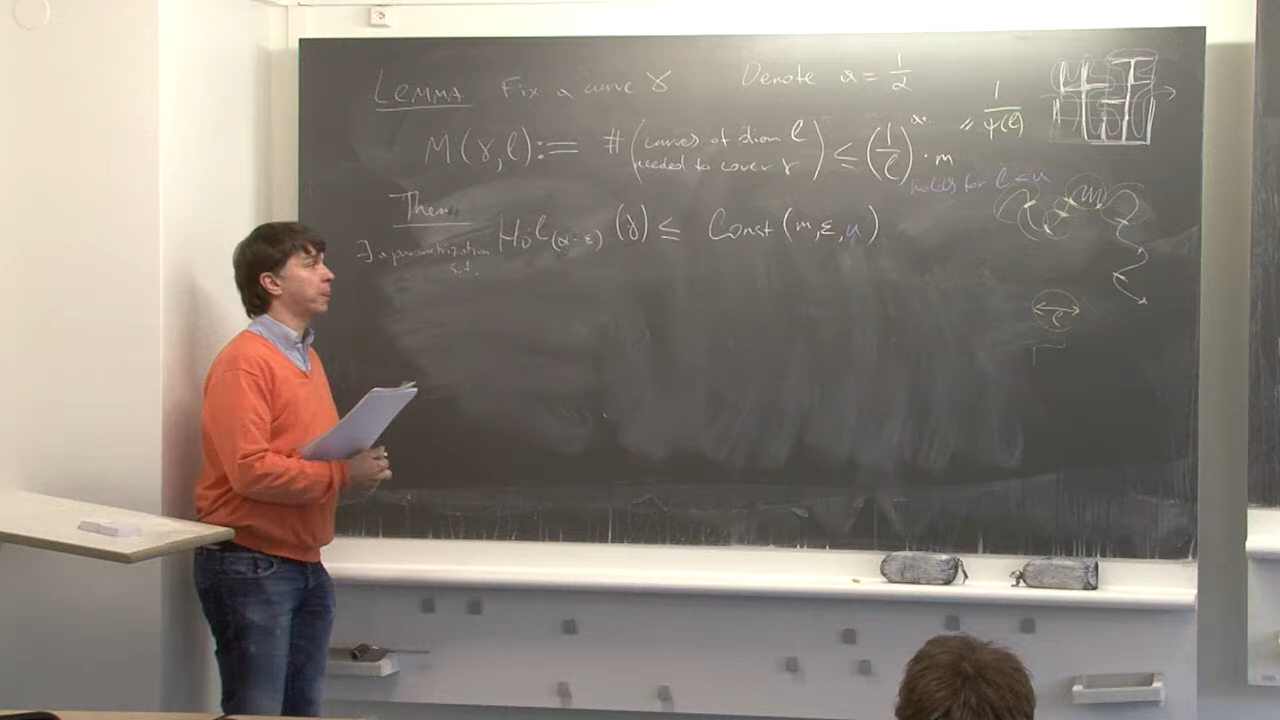 Lemma Fix a curve γ Denote æ = 1/2
M(γ, l) := # (curves of diam l needed to cover γ) ≤ (1/l)^æ · m = 1/ψ(l)
holds for l < u
Then
∃ a parametrization s.t. Höl(α-ε) (γ) ≤ Const (m, ε, u)
l